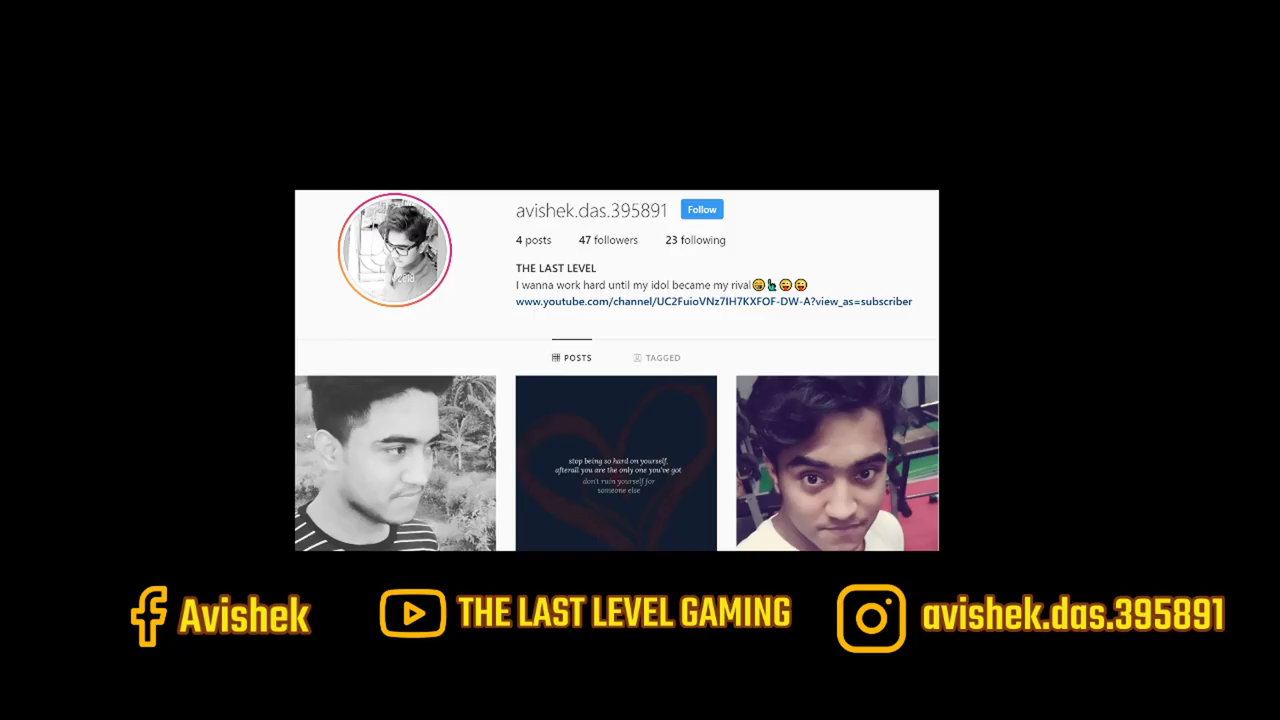 avishek.das.395891 Follow
4 posts 47 followers 23 following
THE LAST LEVEL
I wanna work hard until my idol became my rival
www.youtube.com/channel/UC2FuioVNz7IH7KXFOF-DW-A?view_as=subscriber
POSTS TAGGED
stop being so hard on yourself,
afterall you are the only one you've got
don't ruin yourself for
someone else
Avishek THE LAST LEVEL GAMING avishek.das.395891